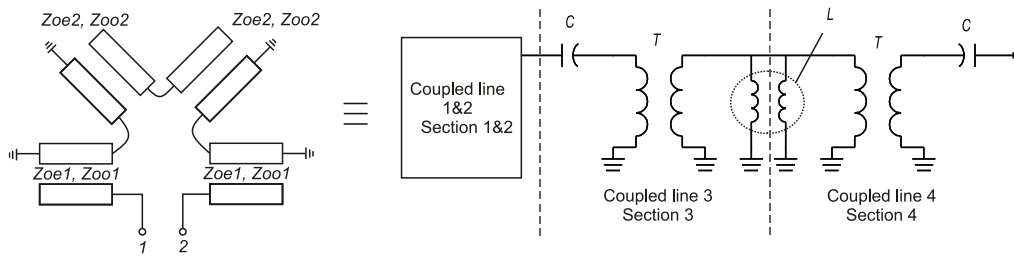 Zoe2, Zoo2
Zoe2, Zoo2
Zoe1, Zoo1
Zoe1, Zoo1
1
2
Coupled line
1&2
Section 1&2
C
T
L
T
C
Coupled line 3
Section 3
Coupled line 4
Section 4